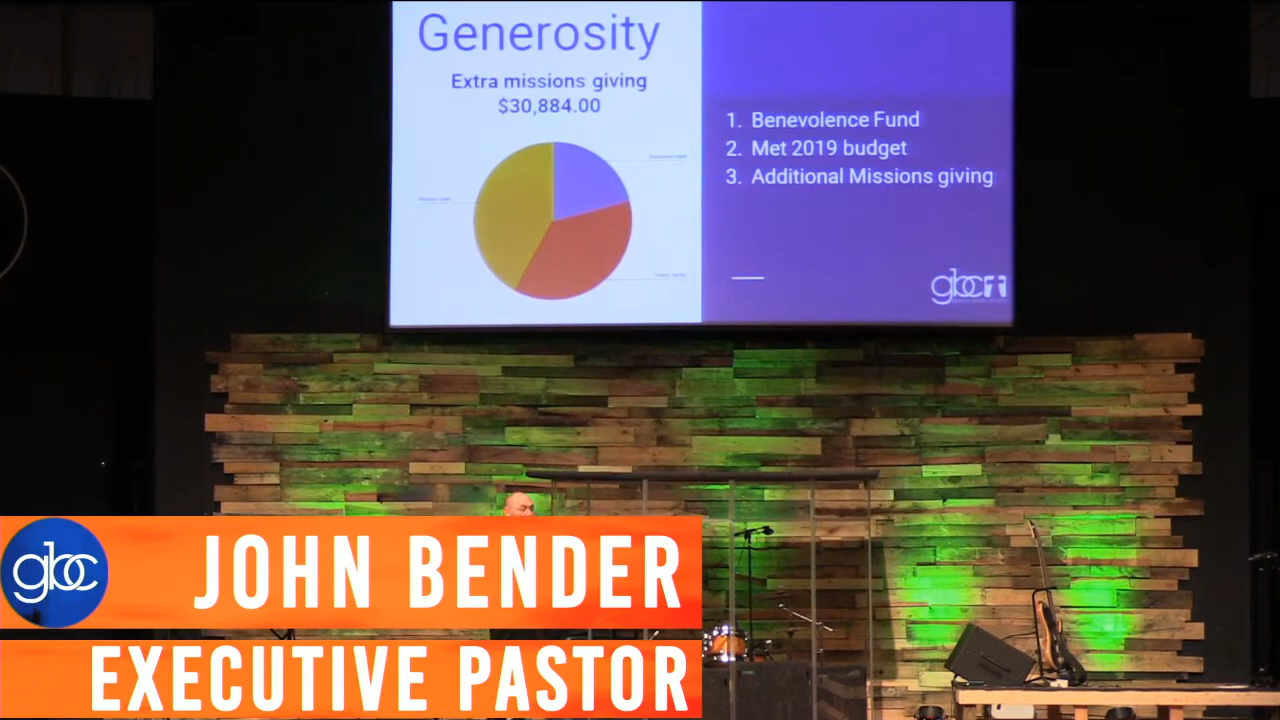 Generosity
Extra missions giving
$30,884.00
1. Benevolence Fund
2. Met 2019 budget
3. Additional Missions giving
gbc
gbc
JOHN BENDER
EXECUTIVE PASTOR